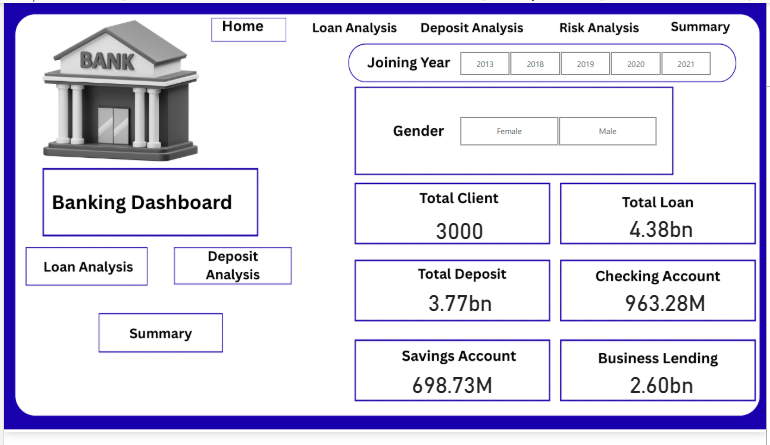 Home
Loan Analysis
Deposit Analysis
Risk Analysis
Summary
BANK
Joining Year
2013
2018
2019
2020
2021
Gender
Female
Male
Banking Dashboard
Loan Analysis
Deposit
Analysis
Summary
Total Client
3000
Total Loan
4.38bn
Total Deposit
3.77bn
Checking Account
963.28M
Savings Account
698.73M
Business Lending
2.60bn